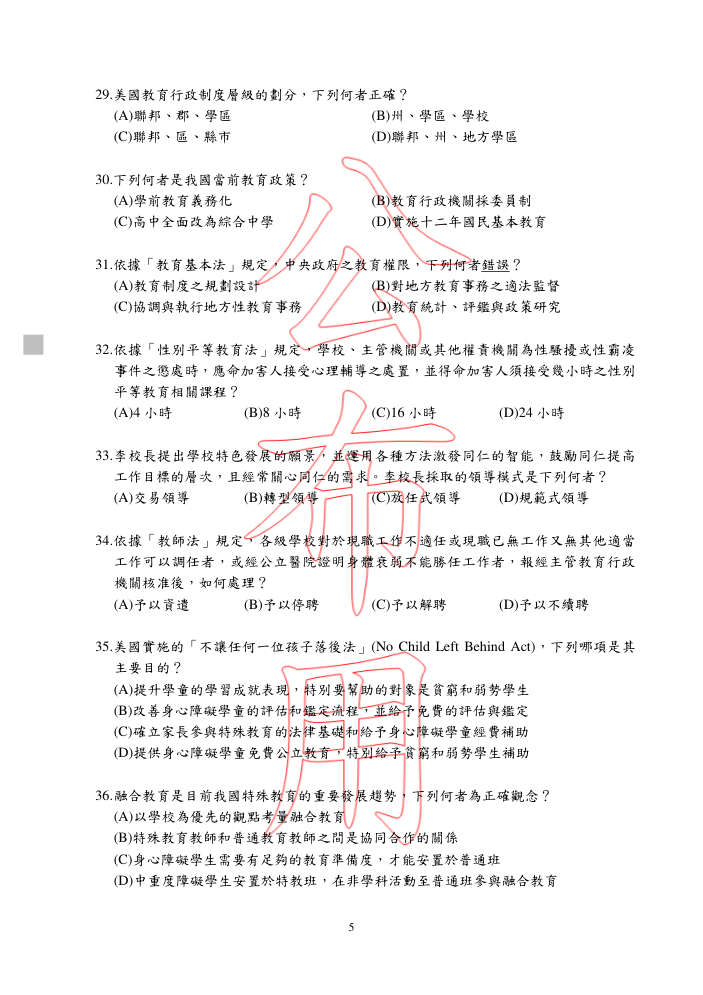 29.美國教育行政制度層級的劃分，下列何者正確？
(A)聯邦、郡、學區 (B)州、學區、學校
(C)聯邦、區、縣市 (D)聯邦、州、地方學區
30.下列何者是我國當前教育政策？
(A)學前教育義務化 (B)教育行政機關採委員制
(C)高中全面改為綜合中學 (D)實施十二年國民基本教育
31.依據「教育基本法」規定，中央政府之教育權限，下列何者錯誤？
(A)教育制度之規劃設計 (B)對地方教育事務之適法監督
(C)協調與執行地方性教育事務 (D)教育統計、評鑑與政策研究
32.依據「性別平等教育法」規定，學校、主管機關或其他權責機關為性騷擾或性霸凌
事件之懲處時，應命加害人接受心理輔導之處置，並得命加害人須接受幾小時之性別
平等教育相關課程？
(A)4 小時 (B)8 小時 (C)16 小時 (D)24 小時
33.李校長提出學校特色發展的願景，並運用各種方法激發同仁的智能，鼓勵同仁提高
工作目標的層次，且經常關心同仁的需求。李校長採取的領導模式是下列何者？
(A)交易領導 (B)轉型領導 (C)放任式領導 (D)規範式領導
34.依據「教師法」規定，各級學校對於現職工作不適任或現職已無工作又無其他適當
工作可以調任者，或經公立醫院證明身體衰弱不能勝任工作者，報經主管教育行政
機關核准後，如何處理？
(A)予以資遣 (B)予以停聘 (C)予以解聘 (D)予以不續聘
35.美國實施的「不讓任何一位孩子落後法」(No Child Left Behind Act)，下列哪項是其
主要目的？
(A)提升學童的學習成就表現，特別要幫助的對象是貧窮和弱勢學生
(B)改善身心障礙學童的評估和鑑定流程，並給予免費的評估與鑑定
(C)確立家長參與特殊教育的法律基礎和給予身心障礙學童經費補助
(D)提供身心障礙學童免費公立教育，特別給予貧窮和弱勢學生補助
36.融合教育是目前我國特殊教育的重要發展趨勢，下列何者為正確觀念？
(A)以學校為優先的觀點考量融合教育
(B)特殊教育教師和普通教育教師之間是協同合作的關係
(C)身心障礙學生需要有足夠的教育準備度，才能安置於普通班
(D)中重度障礙學生安置於特教班，在非學科活動至普通班參與融合教育
公布用
5